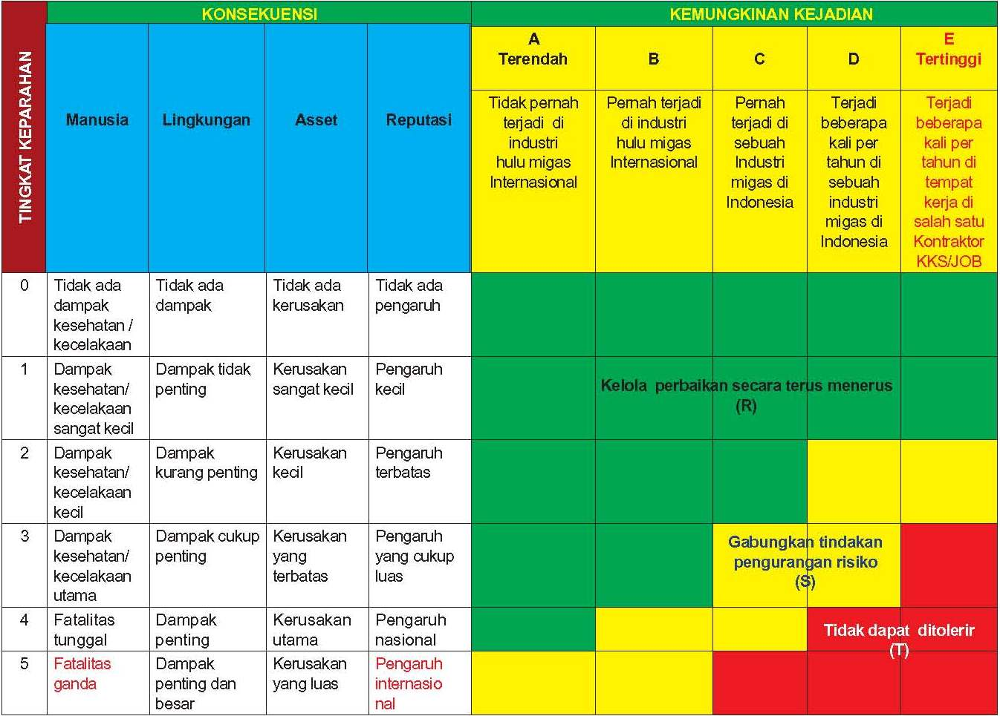 KONSEKUENSI
KEMUNGKINAN KEJADIAN
TINGKAT KEPARAHAN
Manusia
Lingkungan
Asset
Reputasi
A
Terendah
B
C
D
E
Tertinggi
Tidak pernah
terjadi di
industri
hulu migas
Internasional
Pernah terjadi
di industri
hulu migas
Internasional
Pernah
terjadi di
sebuah
Industri
migas di
Indonesia
Terjadi
beberapa
kali per
tahun di
sebuah
industri
migas di
Indonesia
Terjadi
beberapa
kali per
tahun di
tempat
kerja di
salah satu
Kontraktor
KKS/JOB
0
Tidak ada
dampak
kesehatan /
kecelakaan
Tidak ada
dampak
Tidak ada
kerusakan
Tidak ada
pengaruh
1
Dampak
kesehatan/
kecelakaan
sangat kecil
Dampak tidak
penting
Kerusakan
sangat kecil
Pengaruh
kecil
Kelola perbaikan secara terus menerus
(R)
2
Dampak
kesehatan/
kecelakaan
kecil
Dampak
kurang penting
Kerusakan
kecil
Pengaruh
terbatas
3
Dampak
kesehatan/
kecelakaan
utama
Dampak cukup
penting
Kerusakan
yang
terbatas
Pengaruh
yang cukup
luas
Gabungkan tindakan
pengurangan risiko
(S)
4
Fatalitas
tunggal
Dampak
penting
Kerusakan
utama
Pengaruh
nasional
Tidak dapat ditolerir
(T)
5
Fatalitas
ganda
Dampak
penting dan
besar
Kerusakan
yang luas
Pengaruh
internasio
nal